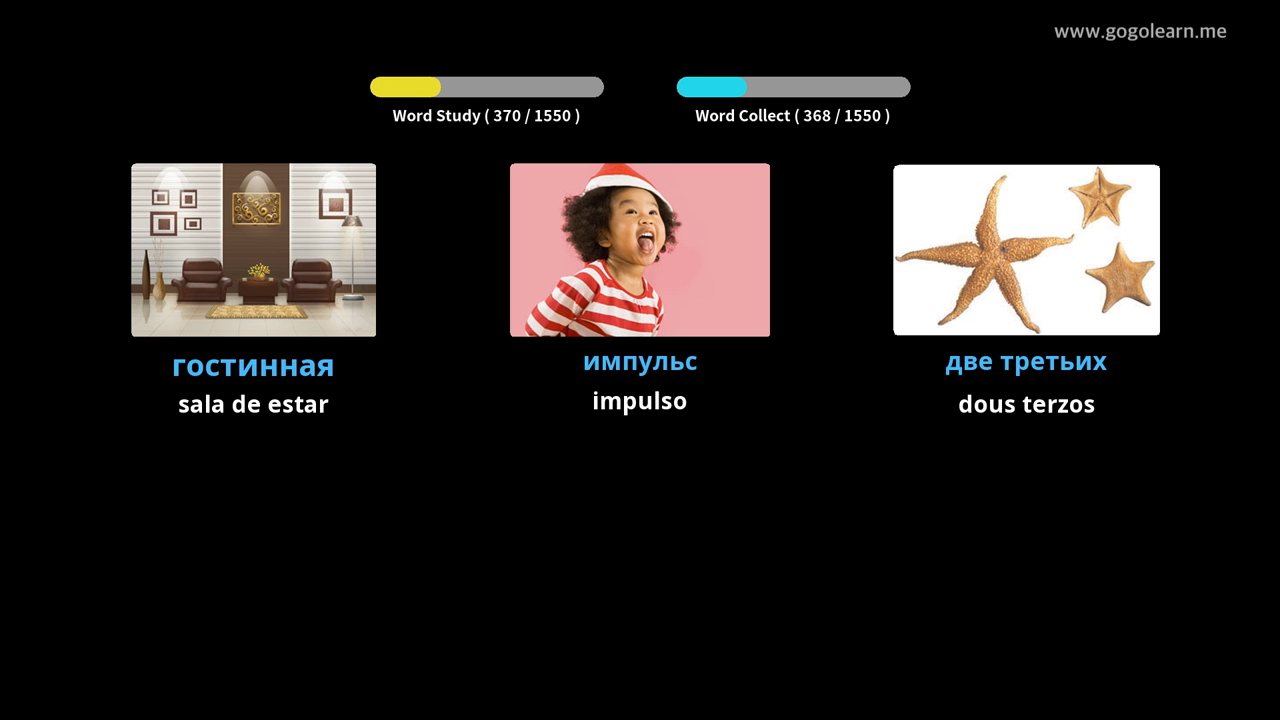 www.gogolearn.me
Word Study ( 370 / 1550 )
Word Collect ( 368 / 1550 )
гостинная
sala de estar
импульс
impulso
две третьих
dous terzos